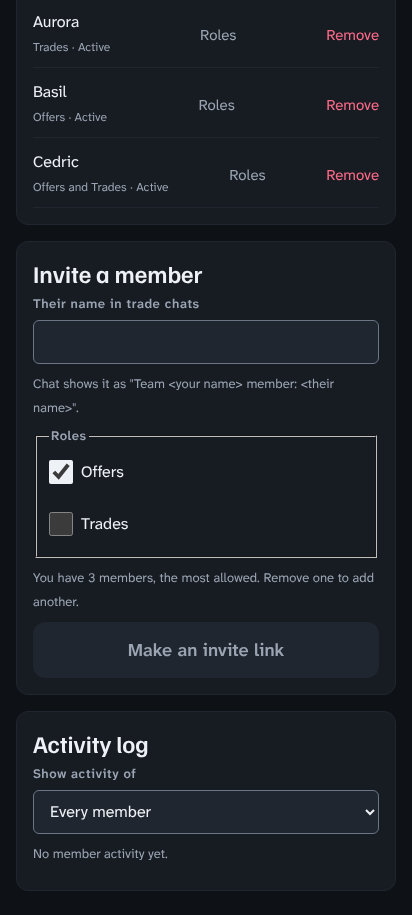 Aurora
Trades · Active
Roles
Remove
Basil
Offers · Active
Roles
Remove
Cedric
Offers and Trades · Active
Roles
Remove
Invite a member
Their name in trade chats
Chat shows it as "Team <your name> member: <their
name>".
Roles
Offers
Trades
You have 3 members, the most allowed. Remove one to add
another.
Make an invite link
Activity log
Show activity of
Every member
No member activity yet.